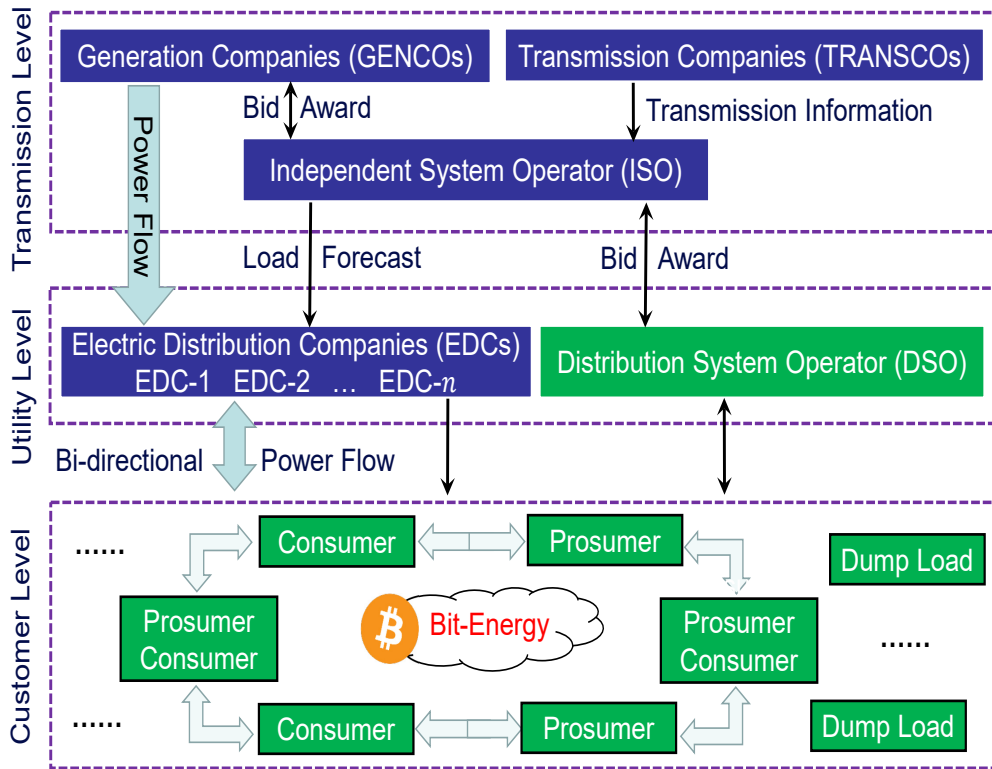 Transmission Level
Generation Companies (GENCOs)
Transmission Companies (TRANSCOs)
Bid Award
Transmission Information
Power Flow
Independent System Operator (ISO)
Load Forecast
Bid Award
Utility Level
Electric Distribution Companies (EDCs)
EDC-1 EDC-2 … EDC-n
Distribution System Operator (DSO)
Bi-directional Power Flow
Customer Level
......
Consumer
Prosumer
Dump Load
Prosumer
Consumer
Bit-Energy
Prosumer
Consumer
......
......
Consumer
Prosumer
Dump Load